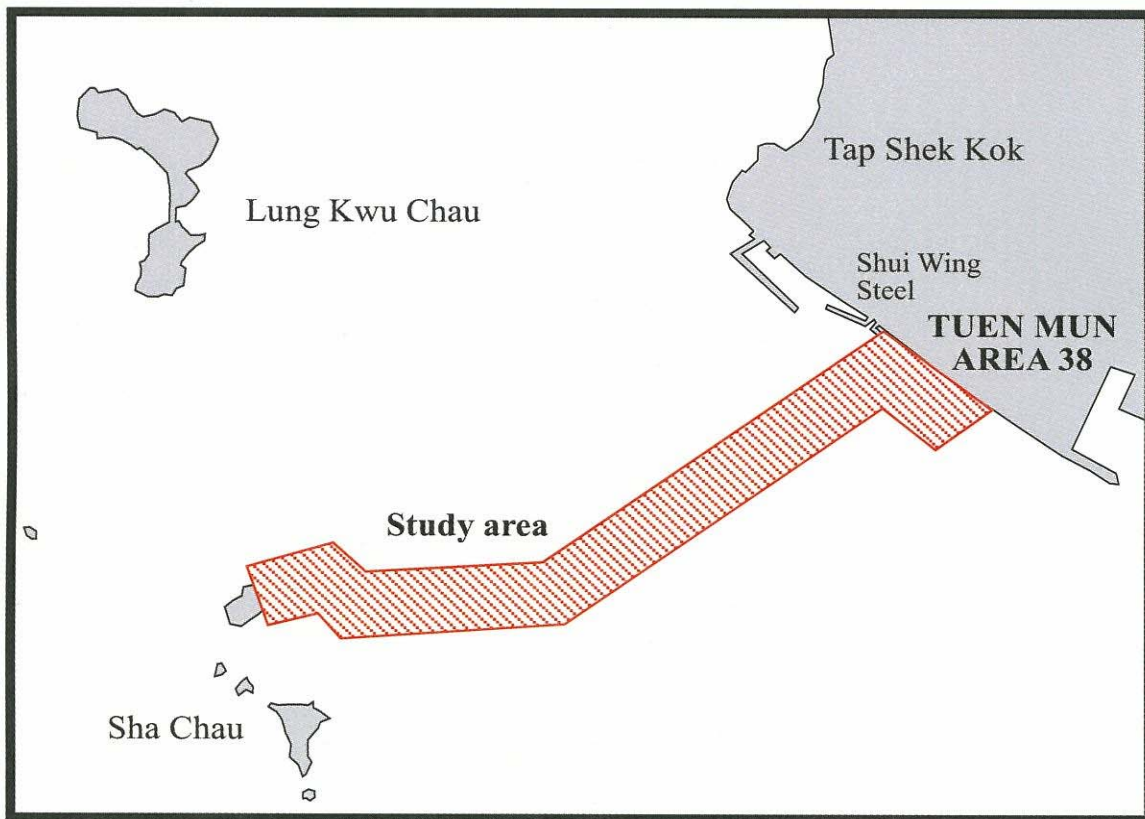 Tap Shek Kok
Lung Kwu Chau
Shui Wing
Steel
TUEN MUN
AREA 38
Study area
Sha Chau